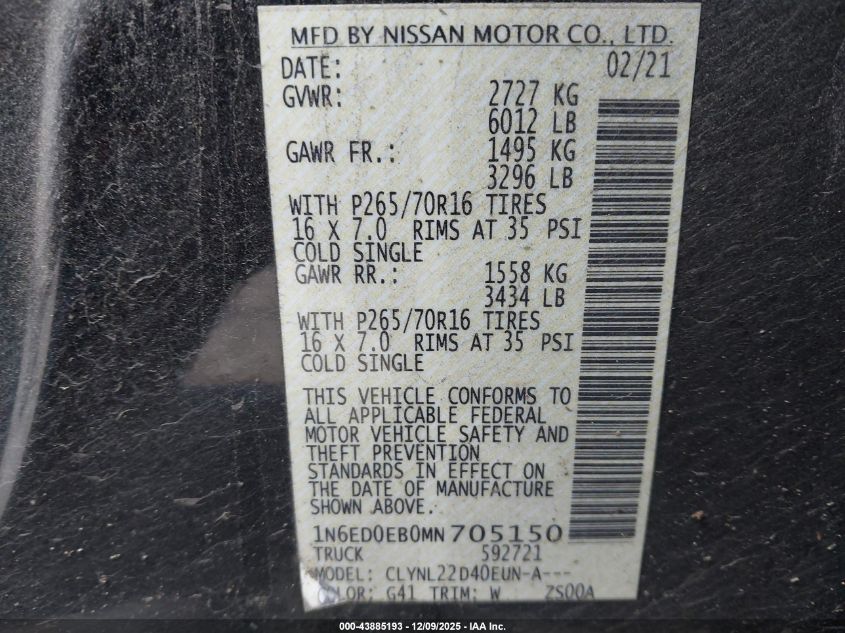 MFD BY NISSAN MOTOR CO., LTD.
DATE: 02/21
GVWR: 2727 KG
6012 LB
GAWR FR.: 1495 KG
3296 LB
WITH P265/70R16 TIRES
16 X 7.0 RIMS AT 35 PSI
COLD SINGLE
GAWR RR.: 1558 KG
3434 LB
WITH P265/70R16 TIRES
16 X 7.0 RIMS AT 35 PSI
COLD SINGLE
THIS VEHICLE CONFORMS TO
ALL APPLICABLE FEDERAL
MOTOR VEHICLE SAFETY AND
THEFT PREVENTION
STANDARDS IN EFFECT ON
THE DATE OF MANUFACTURE
SHOWN ABOVE.
1N6ED0EB0MN705150
TRUCK 592721
MODEL: CLYNL22D40EUN-A---
COLOR: G41 TRIM: W ZS00A
000-43885193 - 12/09/2025 - IAA Inc.